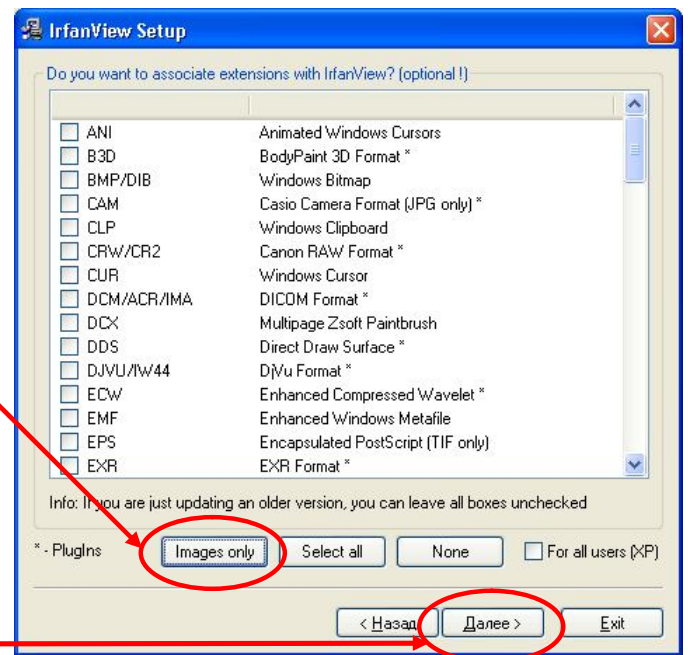 IrfanView Setup
Do you want to associate extensions with IrfanView? (optional !)
ANI Animated Windows Cursors
B3D BodyPaint 3D Format *
BMP/DIB Windows Bitmap
CAM Casio Camera Format (JPG only) *
CLP Windows Clipboard
CRW/CR2 Canon RAW Format *
CUR Windows Cursor
DCM/ACR/IMA DICOM Format *
DCX Multipage Zsoft Paintbrush
DDS Direct Draw Surface *
DJVU/IW44 DjVu Format *
ECW Enhanced Compressed Wavelet *
EMF Enhanced Windows Metafile
EPS Encapsulated PostScript (TIF only)
EXR EXR Format *
Info: If you are just updating an older version, you can leave all boxes unchecked
* - PlugIns Images only Select all None For all users (XP)
< Назад Далее > Exit